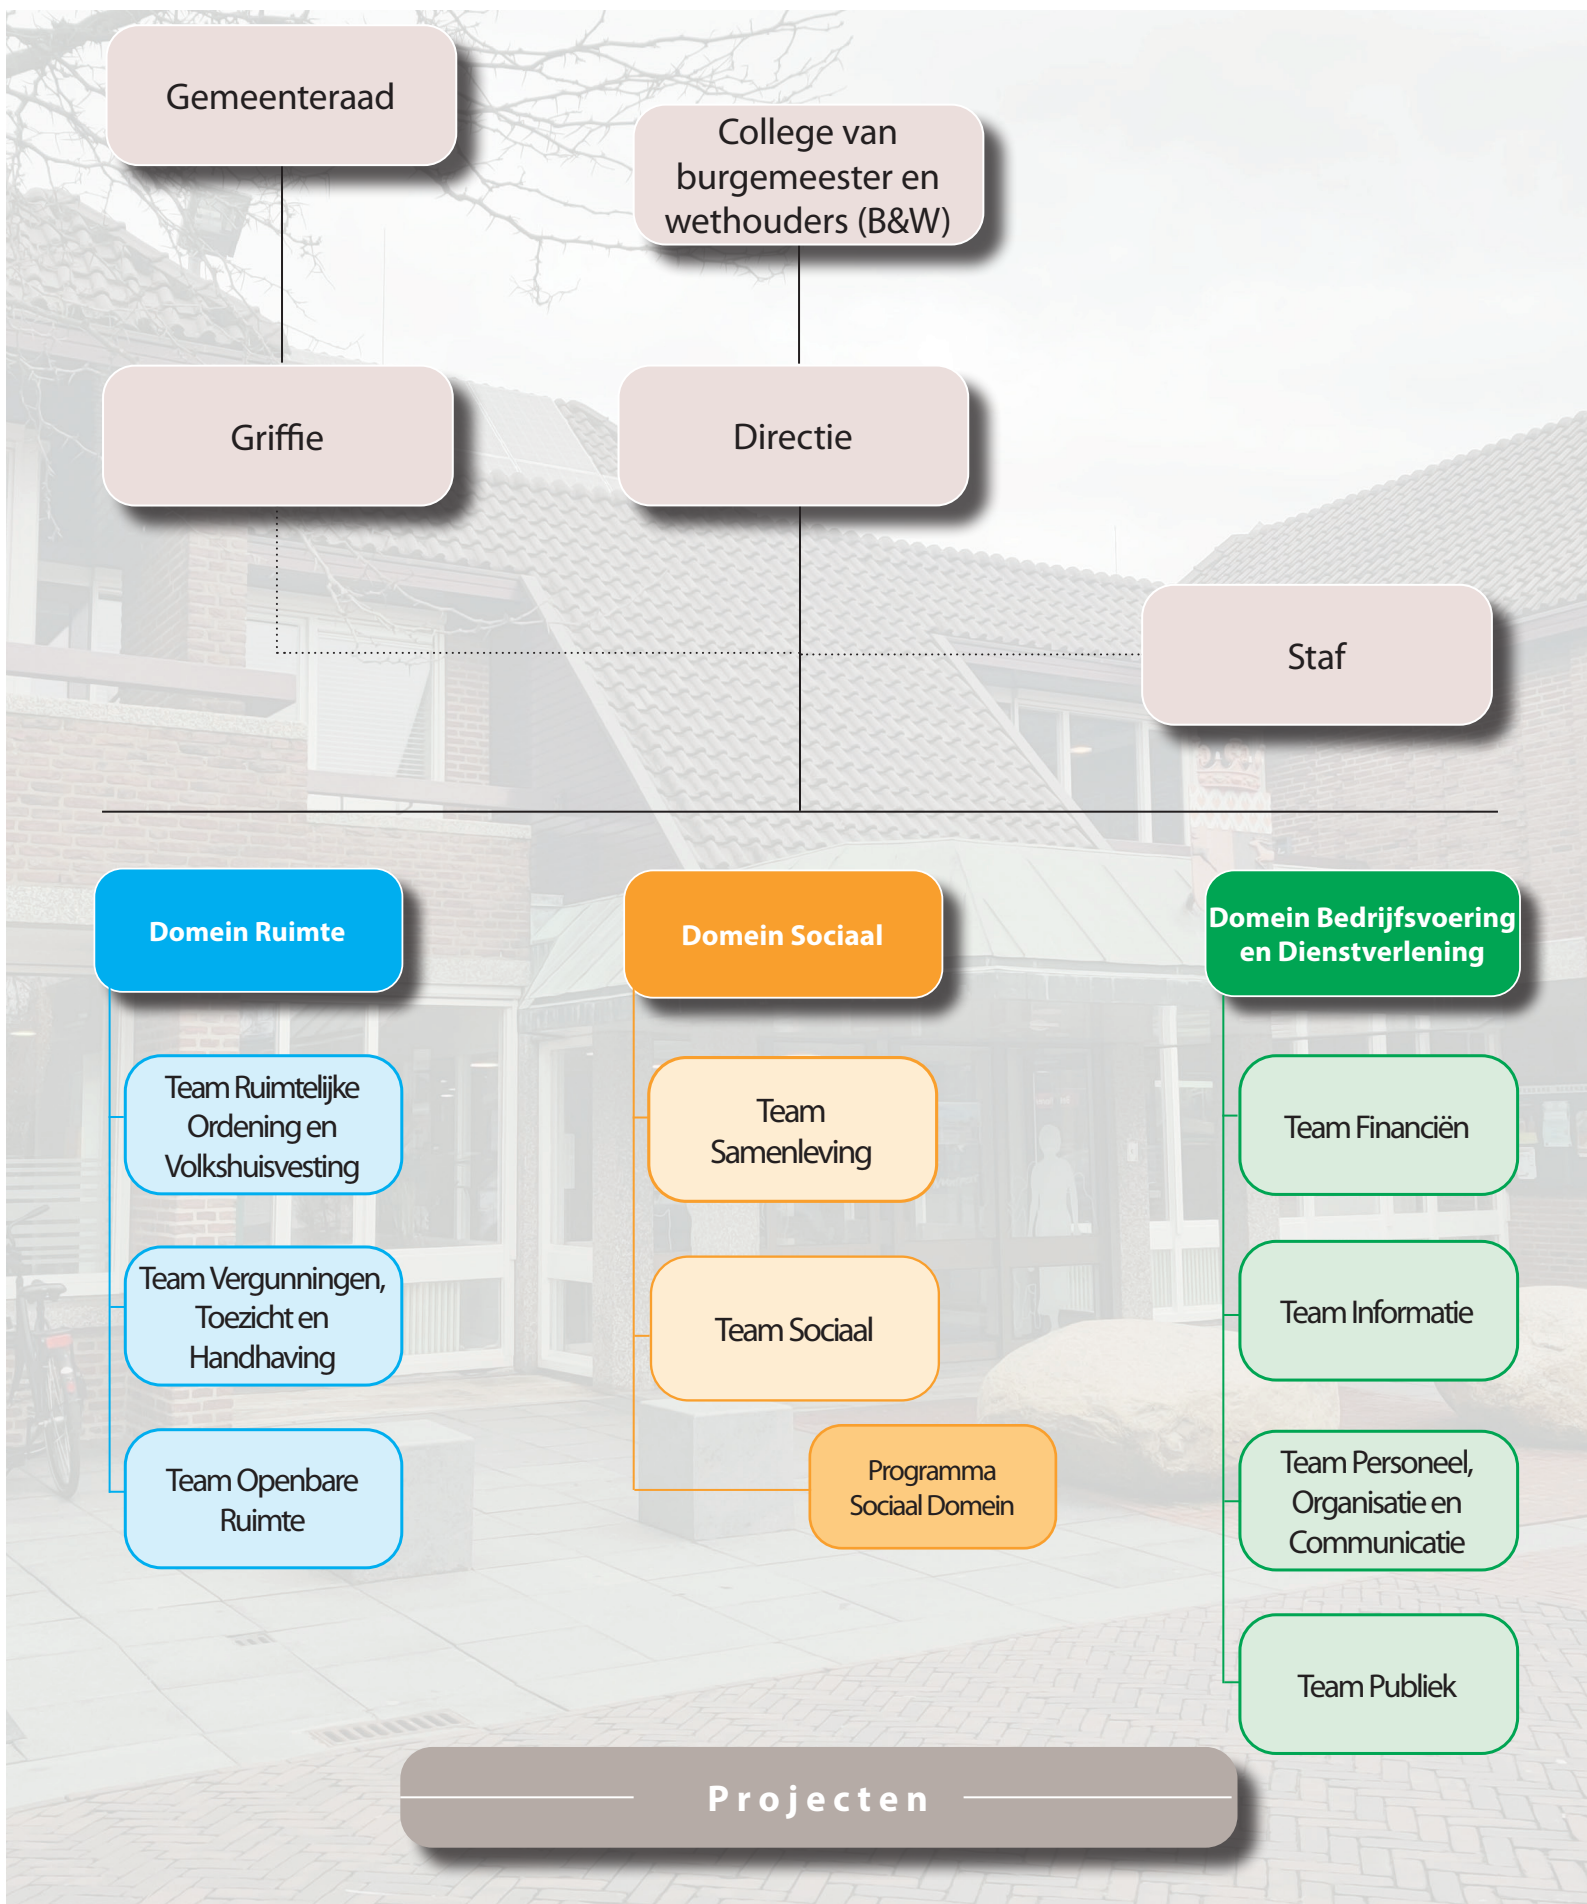 Gemeenteraad
College van
burgemeester en
wethouders (B&W)
Griffie
Directie
Staf
Domein Ruimte
Team Ruimtelijke
Ordening en
Volkshuisvesting
Team Vergunningen,
Toezicht en
Handhaving
Team Openbare
Ruimte
Domein Sociaal
Team
Samenleving
Team Sociaal
Programma
Sociaal Domein
Domein Bedrijfsvoering
en Dienstverlening
Team Financiën
Team Informatie
Team Personeel,
Organisatie en
Communicatie
Team Publiek
Projecten